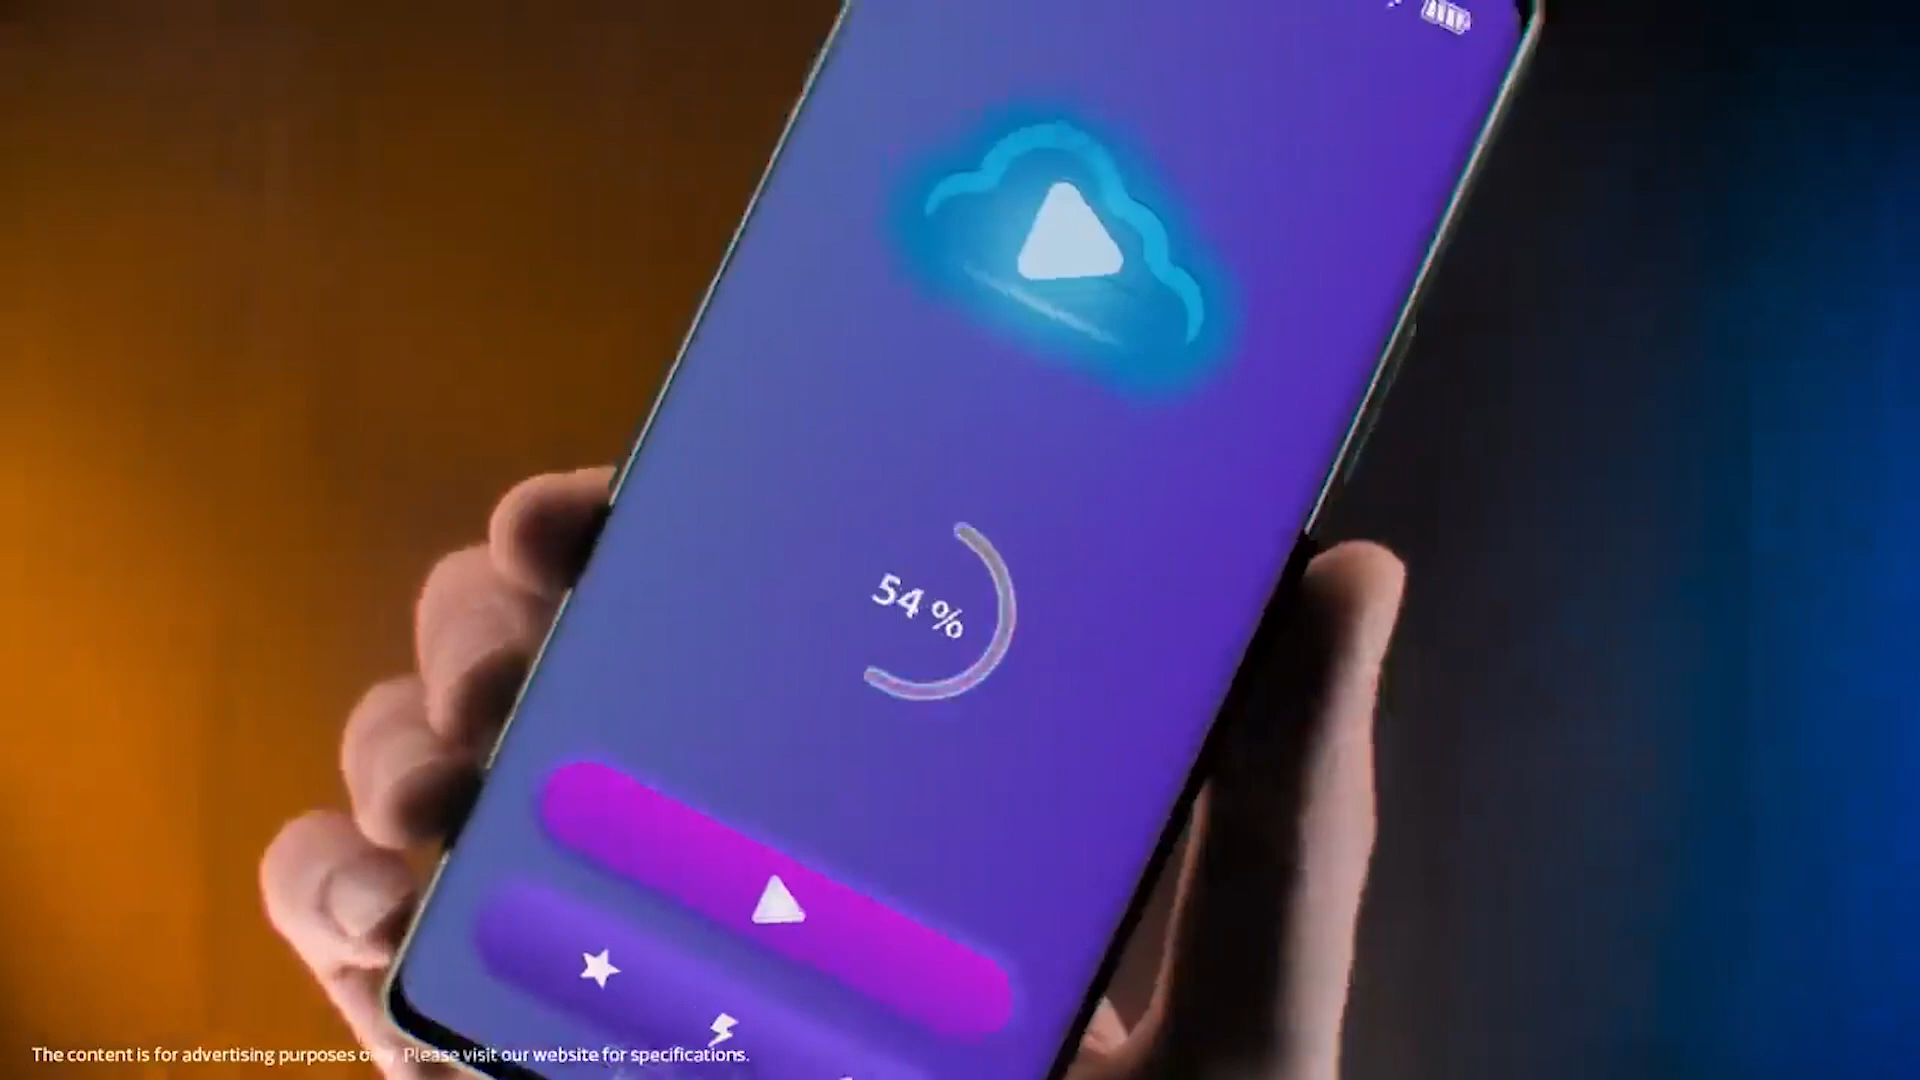 54 %
The content is for advertising purposes Please visit our website for specifications.